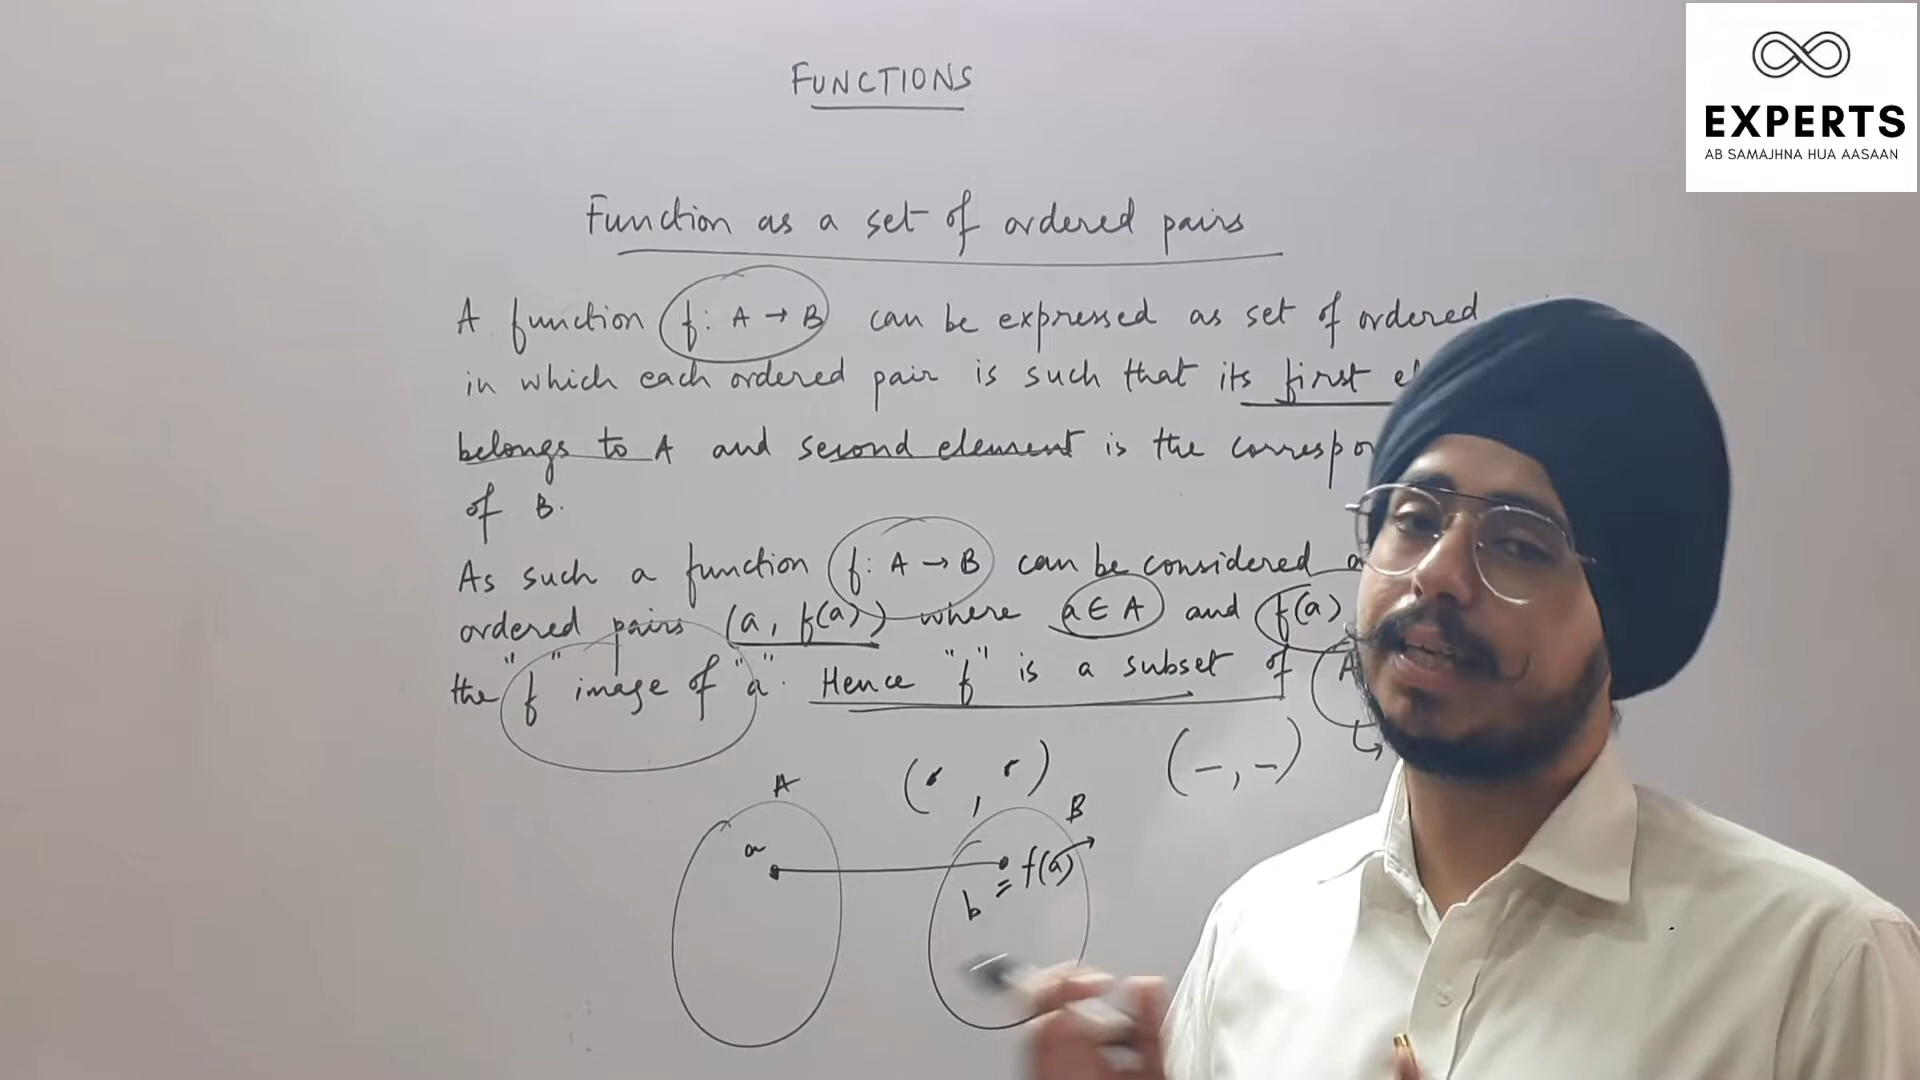 EXPERTS
AB SAMAJHNA HUA AASAAN
FUNCTIONS
Function as a set of ordered pairs
A function f: A → B can be expressed as set of ordered
in which each ordered pair is such that its first
belongs to A and second element is the
of B.
As such a function f: A → B can be considered
ordered pairs (a, f(a)) where a ∈ A and f(a)
the "f" image of "a". Hence "f" is a subset of A
( , ) (–, –)
A B
a f(a)
b =